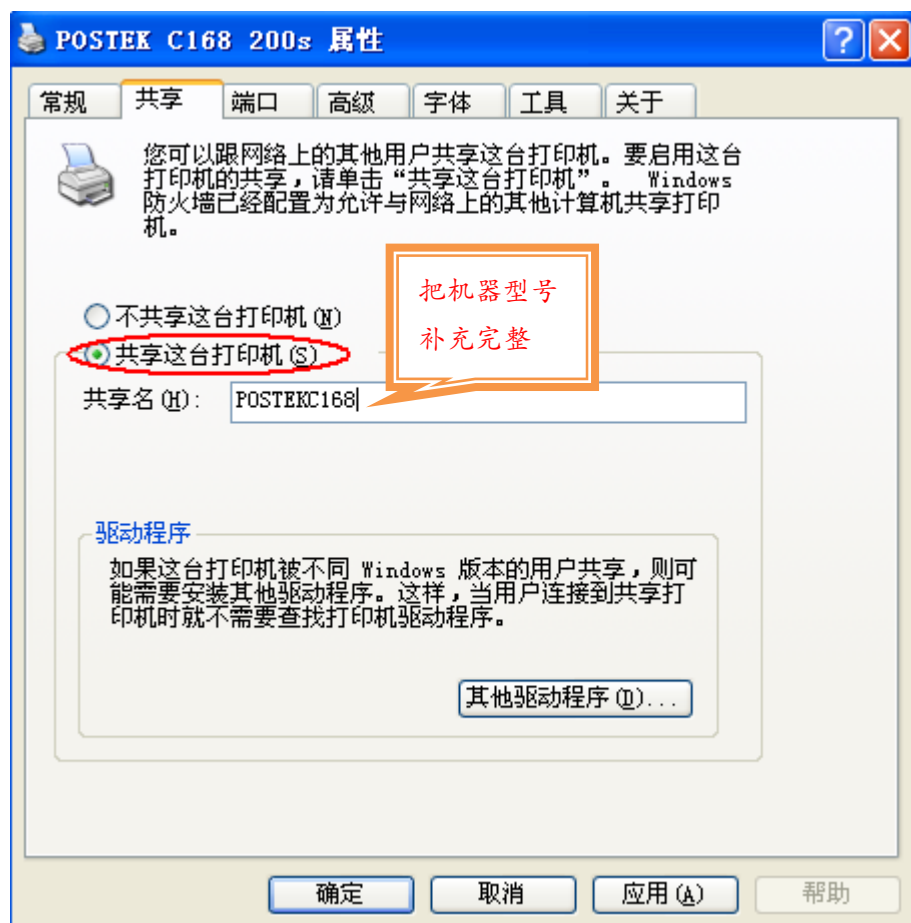 POSTEK C168 200s 属性
常规 共享 端口 高级 字体 工具 关于
您可以跟网络上的其他用户共享这台打印机。要启用这台
打印机的共享，请单击“共享这台打印机”。 Windows
防火墙已经配置为允许与网络上的其他计算机共享打印
机。
把机器型号
补充完整
不共享这台打印机(N)
共享这台打印机(S)
共享名(H): POSTEKC168
驱动程序
如果这台打印机被不同 Windows 版本的用户共享，则可
能需要安装其他驱动程序。这样，当用户连接到共享打
印机时就不需要查找打印机驱动程序。
其他驱动程序(D)...
确定 取消 应用(A) 帮助